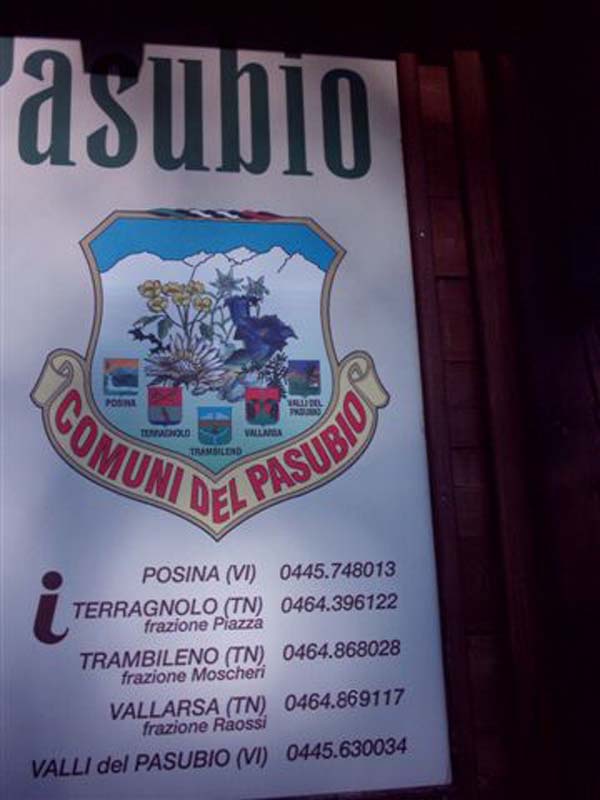 Pasubio
POSINA
TERRAGNOLO
TRAMBILENO
VALLARSA
VALLI DEL
PASUBIO
COMUNI DEL PASUBIO
i
POSINA (VI) 0445.748013
TERRAGNOLO (TN) 0464.396122
frazione Piazza
TRAMBILENO (TN) 0464.868028
frazione Moscheri
VALLARSA (TN) 0464.869117
frazione Raossi
VALLI del PASUBIO (VI) 0445.630034